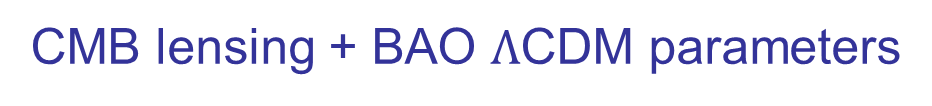 CMB lensing + BAO ΛCDM parameters